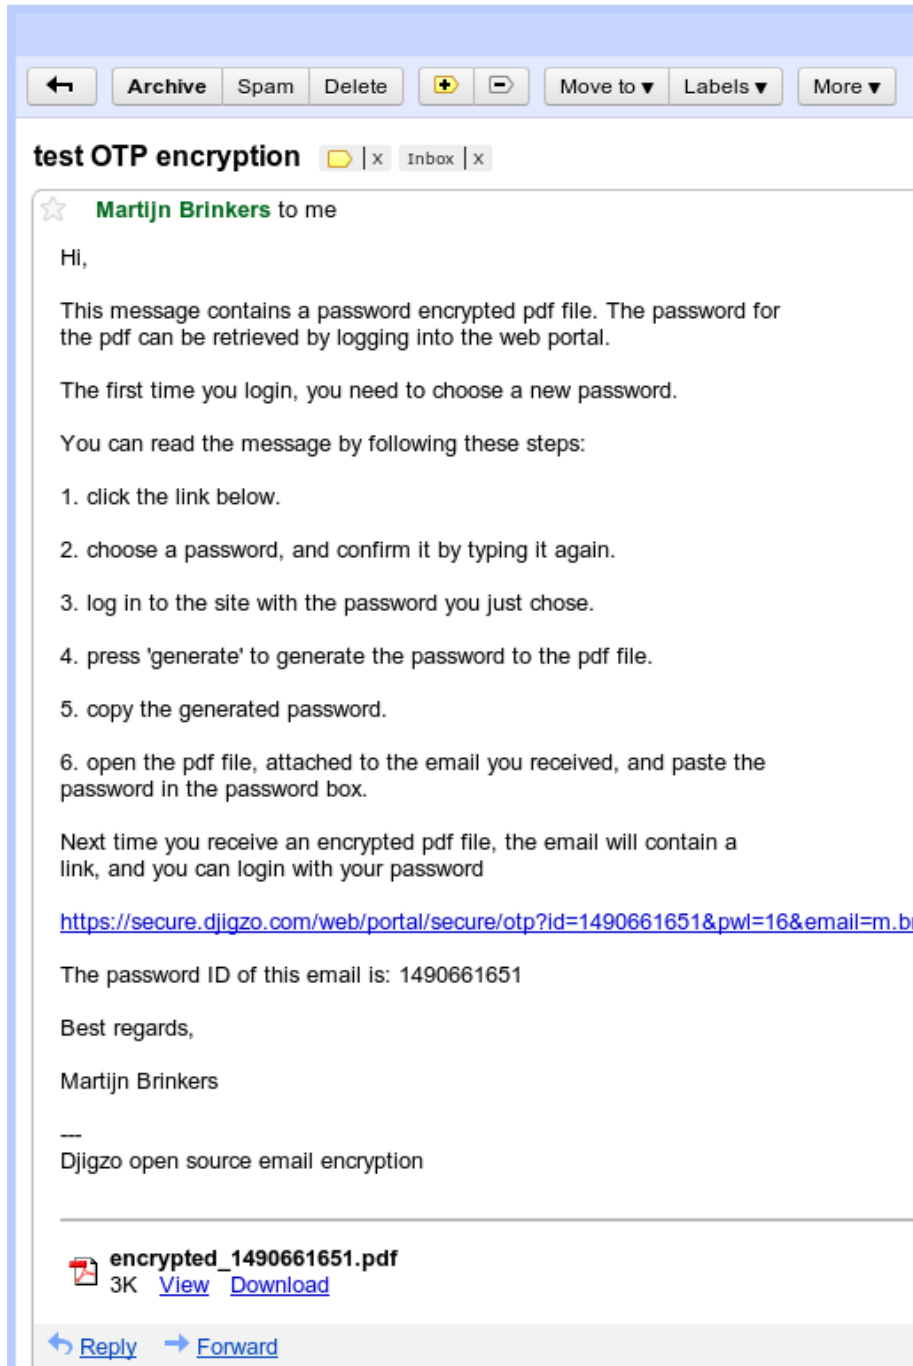 Archive Spam Delete Move to ▼ Labels ▼ More ▼
test OTP encryption x Inbox x
Martijn Brinkers to me
Hi,
This message contains a password encrypted pdf file. The password for
the pdf can be retrieved by logging into the web portal.
The first time you login, you need to choose a new password.
You can read the message by following these steps:
1. click the link below.
2. choose a password, and confirm it by typing it again.
3. log in to the site with the password you just chose.
4. press 'generate' to generate the password to the pdf file.
5. copy the generated password.
6. open the pdf file, attached to the email you received, and paste the
password in the password box.
Next time you receive an encrypted pdf file, the email will contain a
link, and you can login with your password
https://secure.djigzo.com/web/portal/secure/otp?id=1490661651&pwl=16&email=m.br
The password ID of this email is: 1490661651
Best regards,
Martijn Brinkers
---
Djigzo open source email encryption
encrypted_1490661651.pdf
3K View Download
Reply Forward